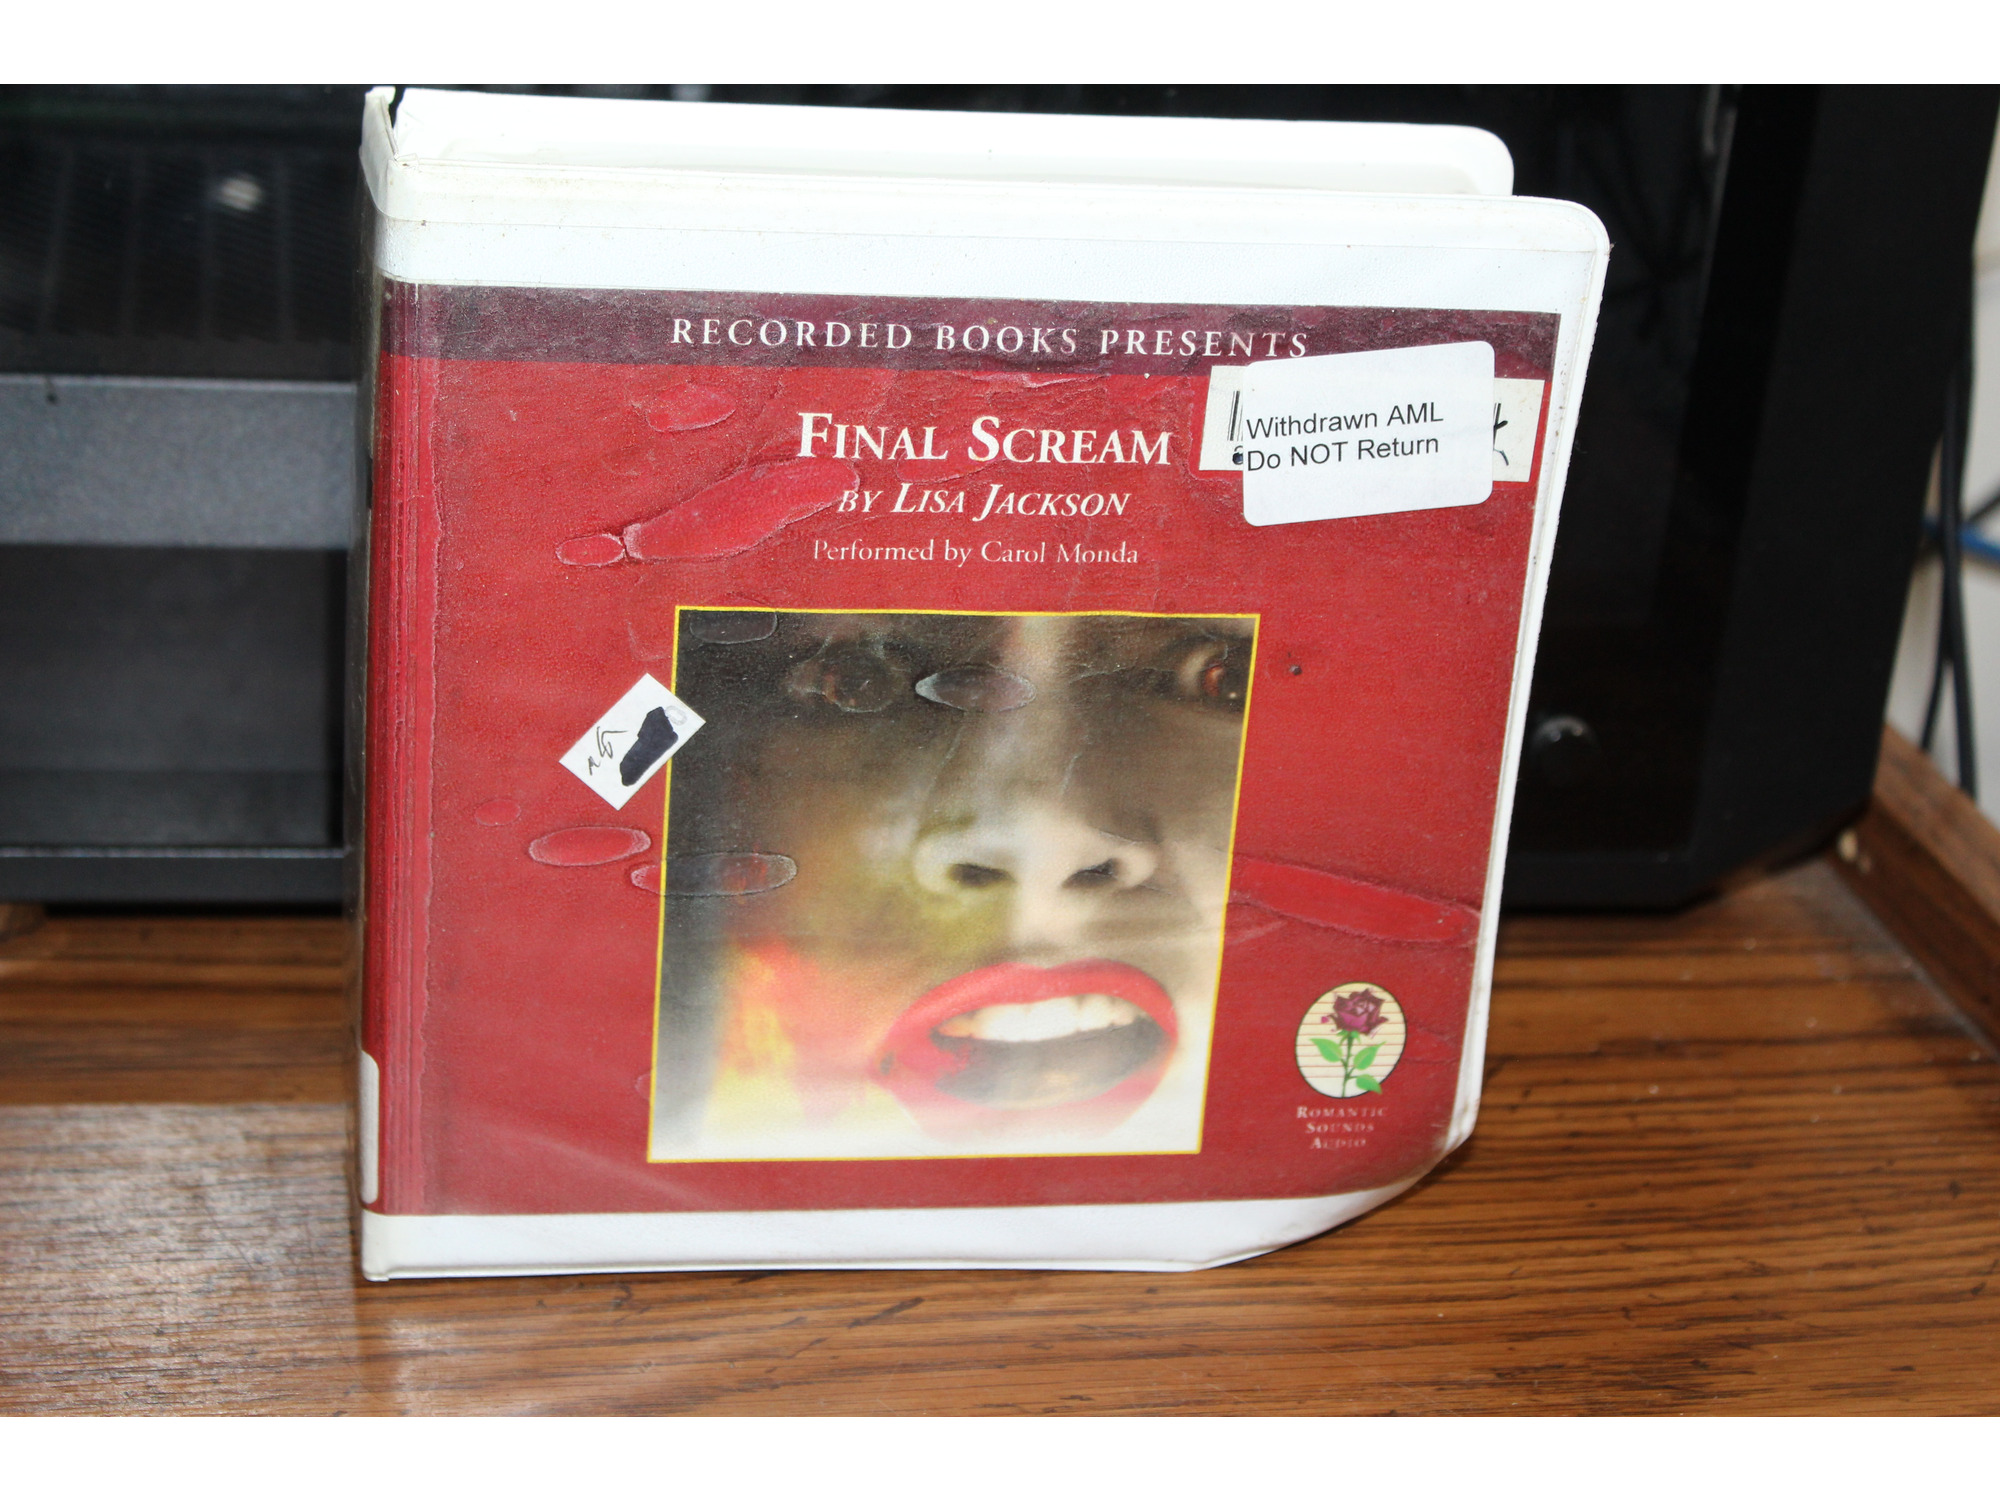 RECORDED BOOKS PRESENTS
FINAL SCREAM
BY LISA JACKSON
Performed by Carol Monda
Withdrawn AML
Do NOT Return
ROMANTIC
SOUNDS
AUDIO